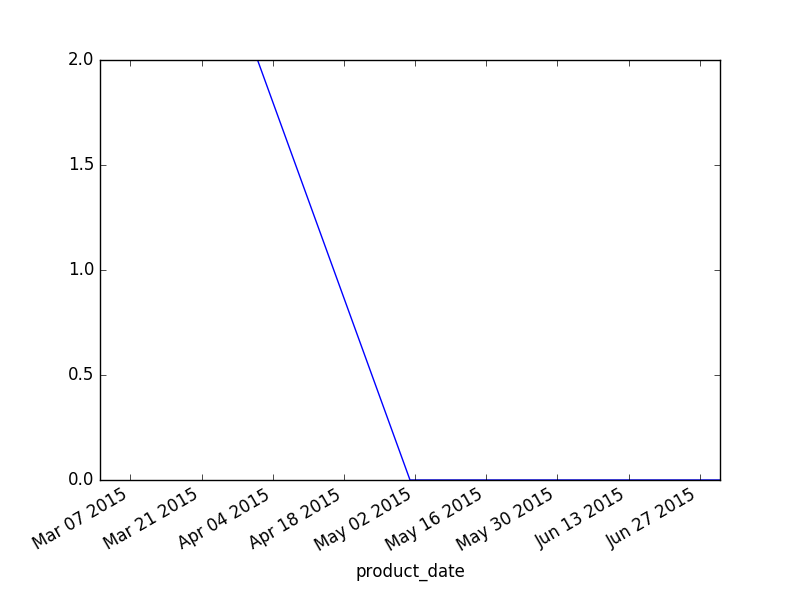 2.0
1.5
1.0
0.5
0.0
Mar 07 2015
Mar 21 2015
Apr 04 2015
Apr 18 2015
May 02 2015
May 16 2015
May 30 2015
Jun 13 2015
Jun 27 2015
product_date